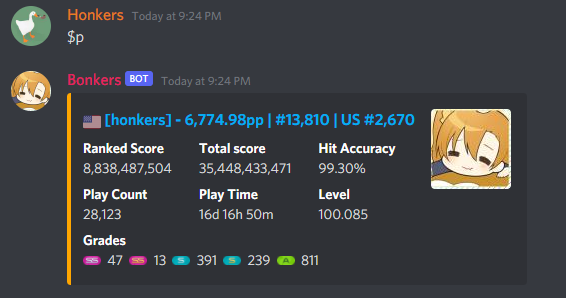 Honkers Today at 9:24 PM
$p
Bonkers BOT Today at 9:24 PM
[honkers] - 6,774.98pp | #13,810 | US #2,670
Ranked Score Total score Hit Accuracy
8,838,487,504 35,448,433,471 99.30%
Play Count Play Time Level
28,123 16d 16h 50m 100.085
Grades
SS 47 SS 13 S 391 S 239 A 811